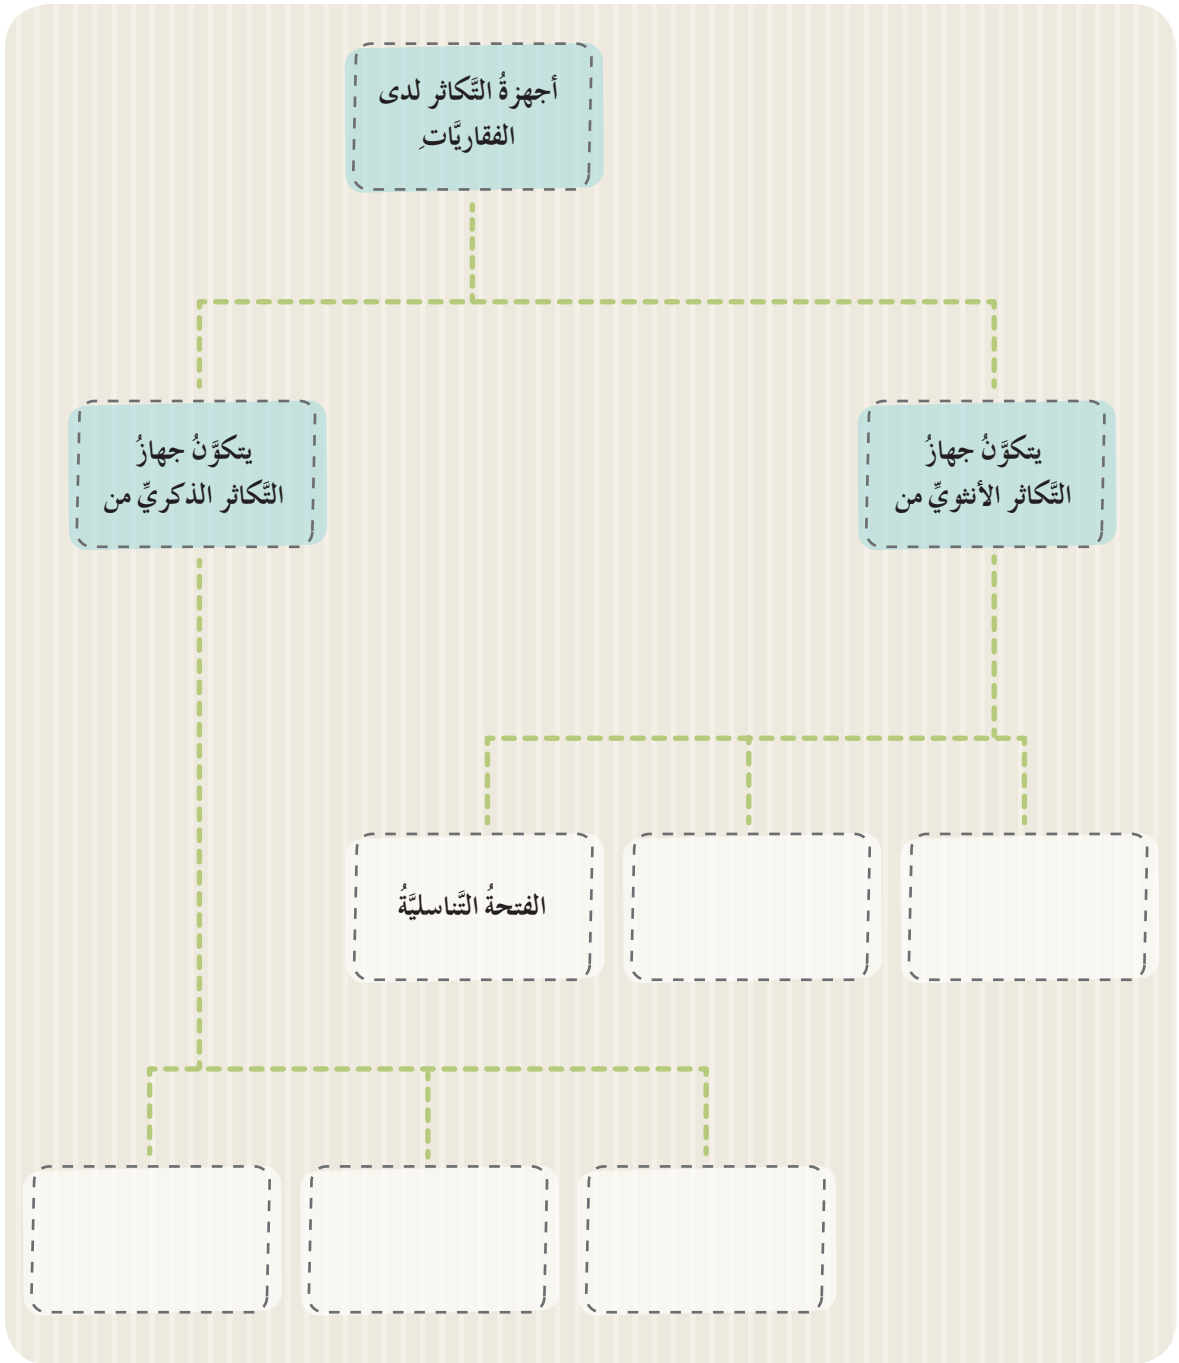 أجهزةُ التَّكاثر لدى
الفقاريَّاتِ
يتكوَّنُ جهازُ
التَّكاثر الأنثويِّ من
يتكوَّنُ جهازُ
التَّكاثر الذكريِّ من
الفتحةُ التَّناسليَّةُ